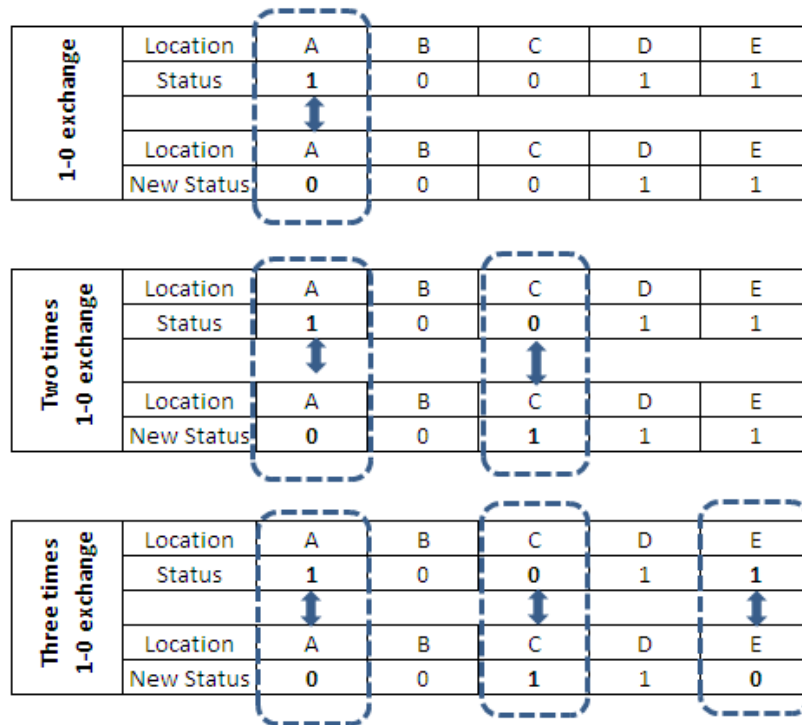 1-0 exchange
Location A B C D E
Status 1 0 0 1 1
Location A B C D E
New Status 0 0 0 1 1
Two times
1-0 exchange
Location A B C D E
Status 1 0 0 1 1
Location A B C D E
New Status 0 0 1 1 1
Three times
1-0 exchange
Location A B C D E
Status 1 0 0 1 1
Location A B C D E
New Status 0 0 1 1 0